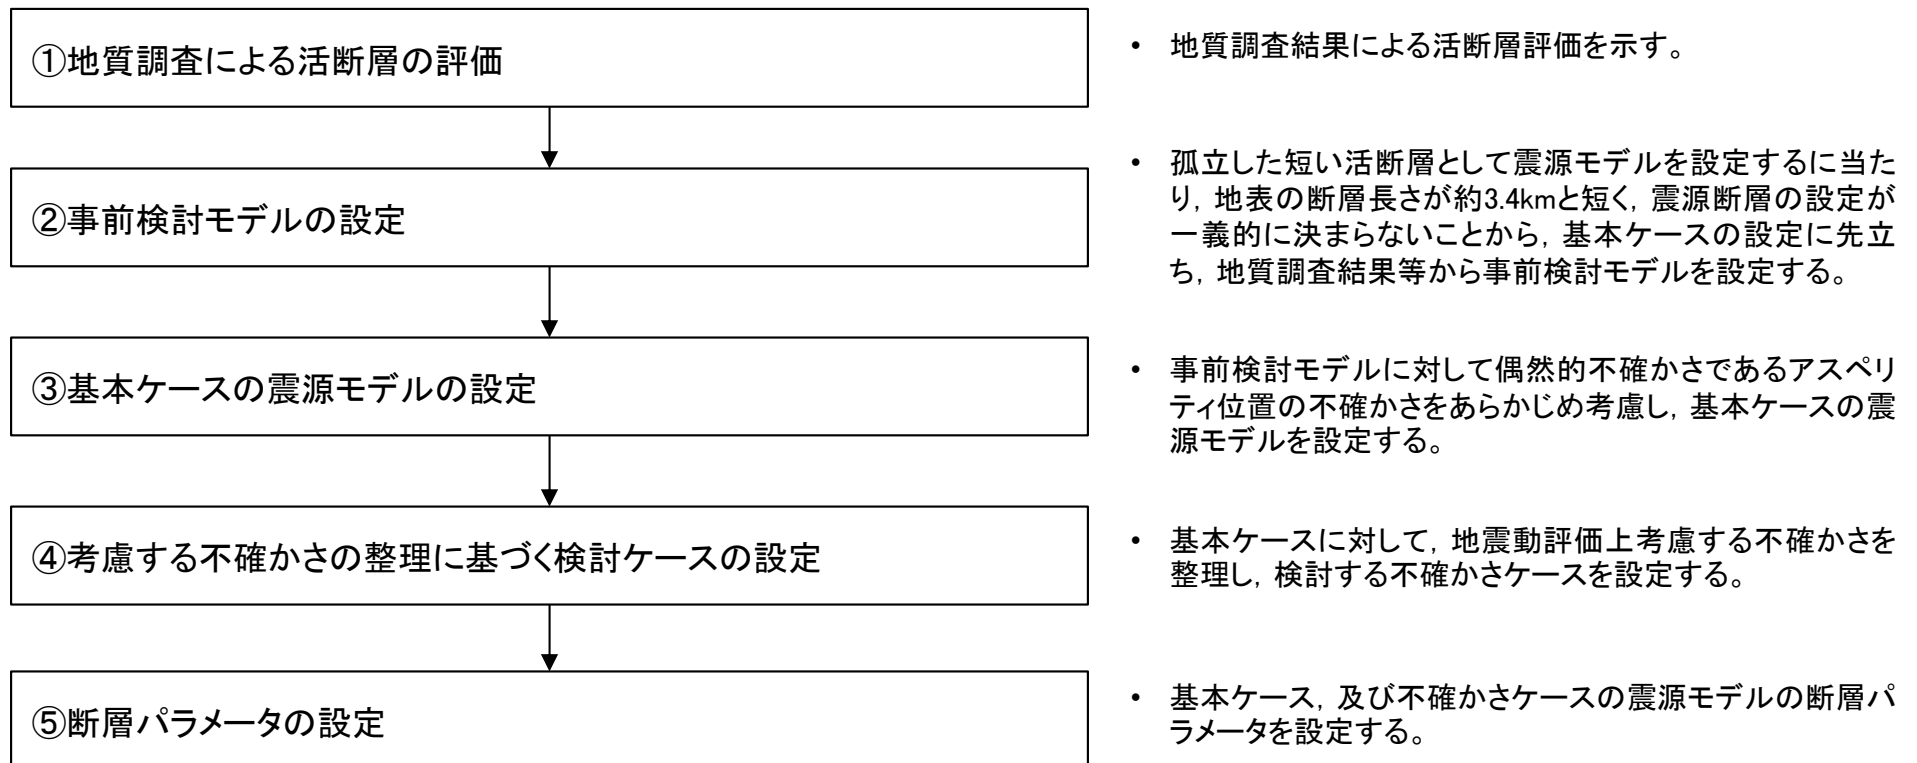 ①地質調査による活断層の評価
• 地質調査結果による活断層評価を示す。
②事前検討モデルの設定
• 孤立した短い活断層として震源モデルを設定するに当た
り，地表の断層長さが約3.4kmと短く，震源断層の設定が
一義的に決まらないことから，基本ケースの設定に先立
ち，地質調査結果等から事前検討モデルを設定する。
③基本ケースの震源モデルの設定
• 事前検討モデルに対して偶然的不確かさであるアスペリ
ティ位置の不確かさをあらかじめ考慮し，基本ケースの震
源モデルを設定する。
④考慮する不確かさの整理に基づく検討ケースの設定
• 基本ケースに対して，地震動評価上考慮する不確かさを
整理し，検討する不確かさケースを設定する。
⑤断層パラメータの設定
• 基本ケース，及び不確かさケースの震源モデルの断層パ
ラメータを設定する。